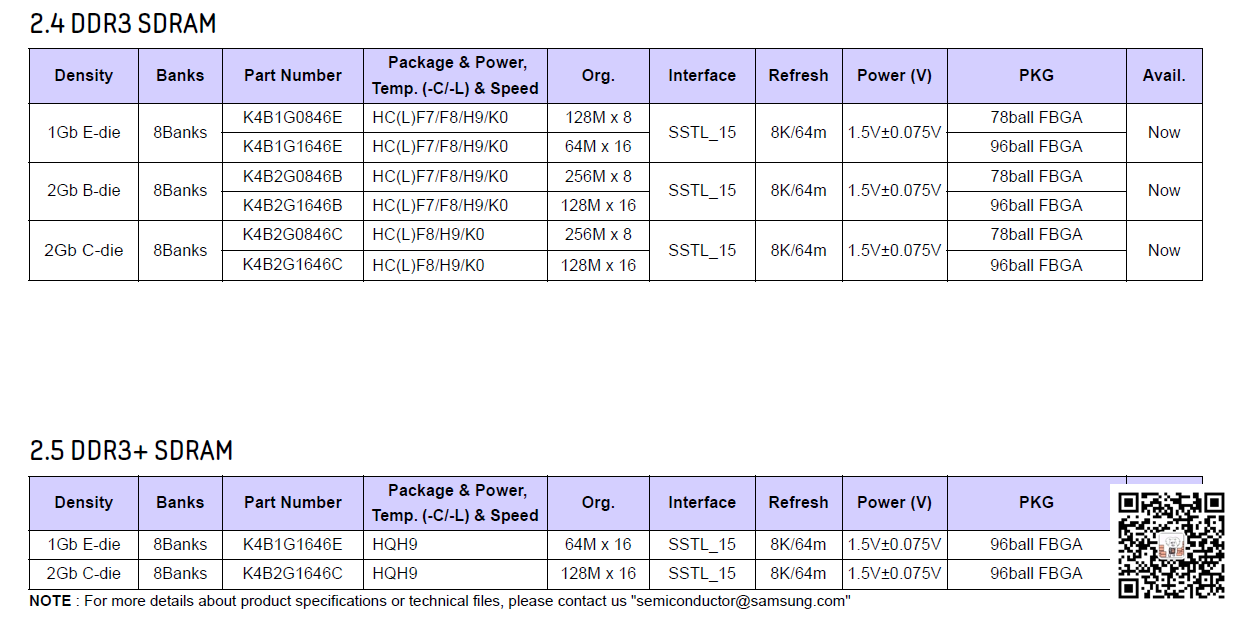 2.4 DDR3 SDRAM
Density Banks Part Number Package & Power, Temp. (-C/-L) & Speed Org. Interface Refresh Power (V) PKG Avail.
1Gb E-die 8Banks K4B1G0846E HC(L)F7/F8/H9/K0 128M x 8 SSTL_15 8K/64m 1.5V±0.075V 78ball FBGA Now
K4B1G1646E HC(L)F7/F8/H9/K0 64M x 16 96ball FBGA
2Gb B-die 8Banks K4B2G0846B HC(L)F7/F8/H9/K0 256M x 8 SSTL_15 8K/64m 1.5V±0.075V 78ball FBGA Now
K4B2G1646B HC(L)F7/F8/H9/K0 128M x 16 96ball FBGA
2Gb C-die 8Banks K4B2G0846C HC(L)F8/H9/K0 256M x 8 SSTL_15 8K/64m 1.5V±0.075V 78ball FBGA Now
K4B2G1646C HC(L)F8/H9/K0 128M x 16 96ball FBGA
2.5 DDR3+ SDRAM
Density Banks Part Number Package & Power, Temp. (-C/-L) & Speed Org. Interface Refresh Power (V) PKG
1Gb E-die 8Banks K4B1G1646E HQH9 64M x 16 SSTL_15 8K/64m 1.5V±0.075V 96ball FBGA
2Gb C-die 8Banks K4B2G1646C HQH9 128M x 16 SSTL_15 8K/64m 1.5V±0.075V 96ball FBGA
NOTE : For more details about product specifications or technical files, please contact us "semiconductor@samsung.com"